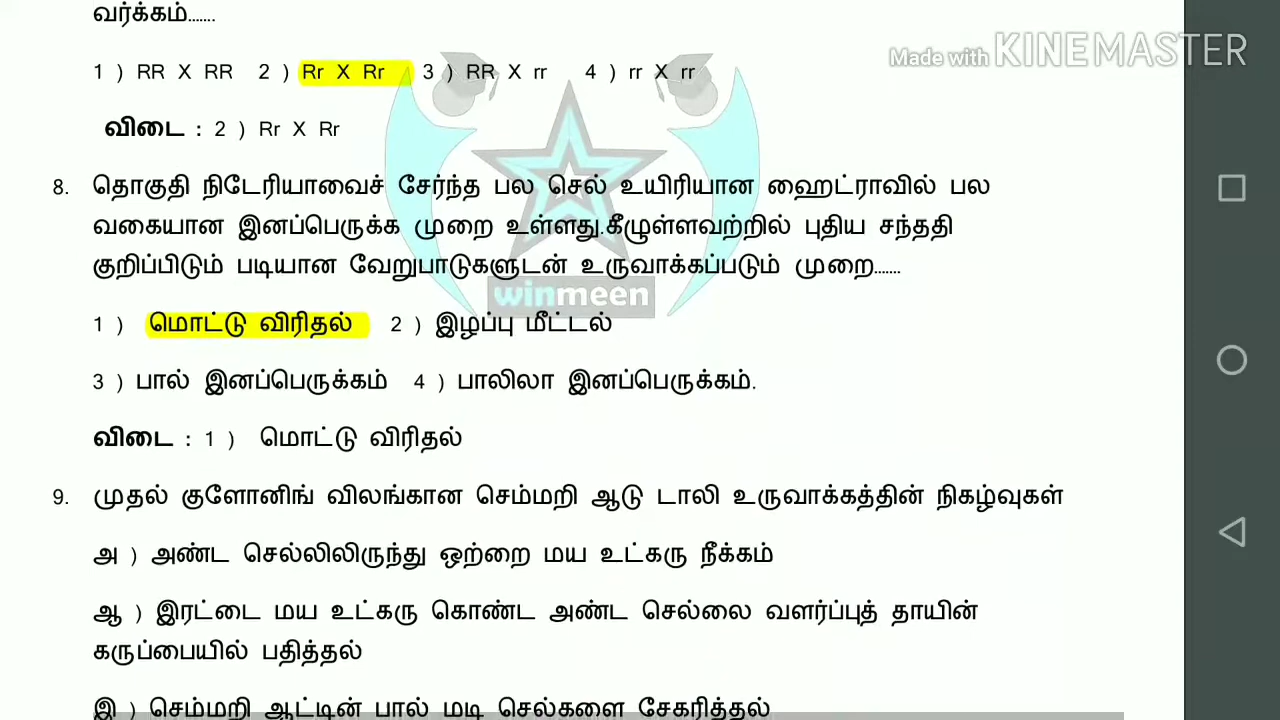 வர்க்கம்.......
Made with KINEMASTER
1 ) RR X RR 2 ) Rr X Rr 3 ) RR X rr 4 ) rr X rr
விடை : 2 ) Rr X Rr
8. தொகுதி நிடேரியாவைச் சேர்ந்த பல செல் உயிரியான ஹைட்ராவில் பல
வகையான இனப்பெருக்க முறை உள்ளது.கீழுள்ளவற்றில் புதிய சந்ததி
குறிப்பிடும் படியான வேறுபாடுகளுடன் உருவாக்கப்படும் முறை.......
winmeen
1 ) மொட்டு விரிதல் 2 ) இழப்பு மீட்டல்
3 ) பால் இனப்பெருக்கம் 4 ) பாலிலா இனப்பெருக்கம்.
விடை : 1 ) மொட்டு விரிதல்
9. முதல் குளோனிங் விலங்கான செம்மறி ஆடு டாலி உருவாக்கத்தின் நிகழ்வுகள்
அ ) அண்ட செல்லிலிருந்து ஒற்றை மய உட்கரு நீக்கம்
ஆ ) இரட்டை மய உட்கரு கொண்ட அண்ட செல்லை வளர்ப்புத் தாயின்
கருப்பையில் பதித்தல்
இ ) செம்மறி ஆட்டின் பால் மடி செல்களை சேகரித்தல்